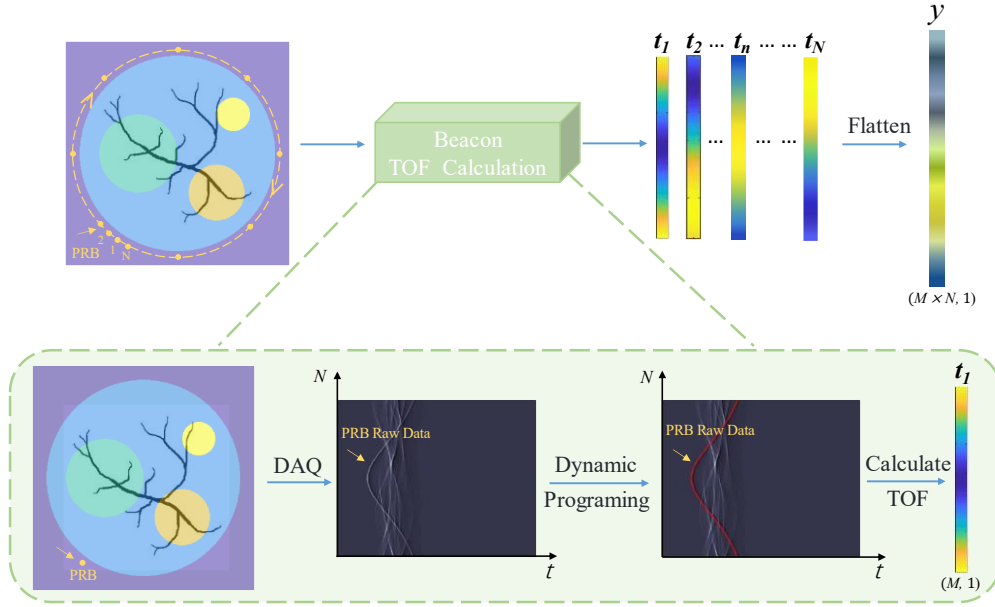 t1 t2 ... tn ... ... tN
y
Beacon
TOF Calculation
... ... ...
Flatten
PRB 2 1 N
(M × N, 1)
N
N
t1
PRB Raw Data
PRB Raw Data
DAQ
Dynamic
Programing
Calculate
TOF
PRB
t
t
(M, 1)